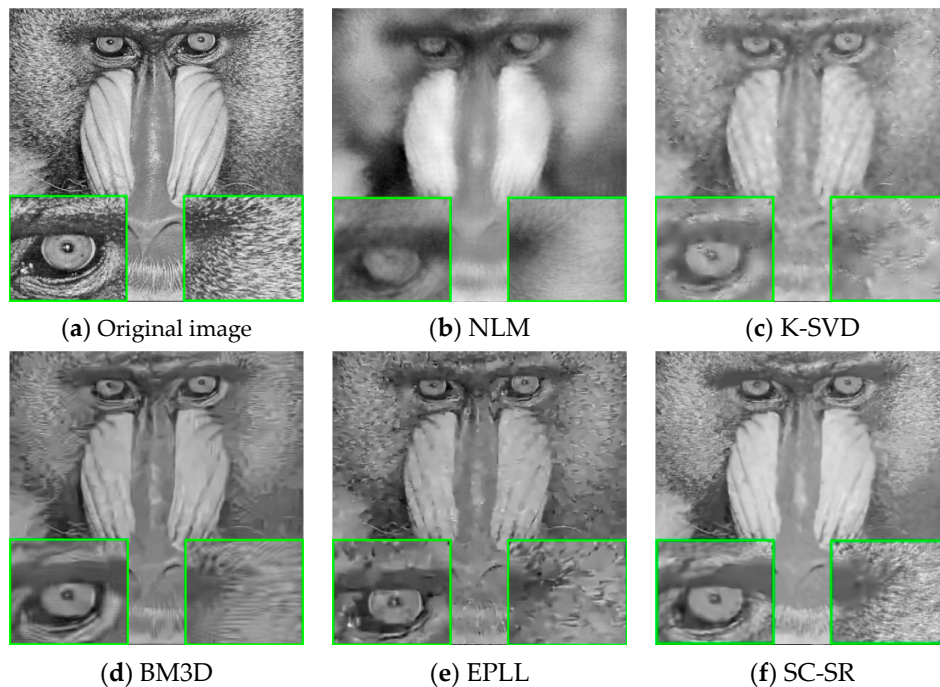 (a) Original image
(b) NLM
(c) K-SVD
(d) BM3D
(e) EPLL
(f) SC-SR